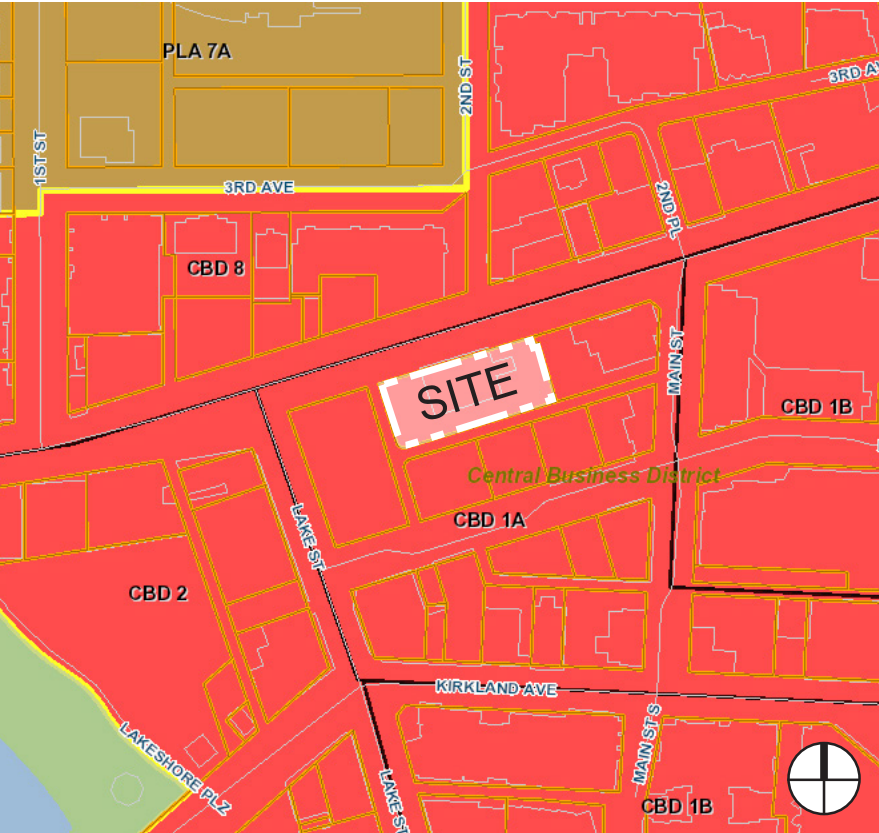 PLA 7A
2ND ST
3RD AV
1ST ST
3RD AVE
2ND PL
CBD 8
MAIN ST
SITE
CBD 1B
Central Business District
LAKE ST
CBD 1A
CBD 2
KIRKLAND AVE
LAKESHORE PLZ
MAIN ST S
LAKE ST
CBD 1B